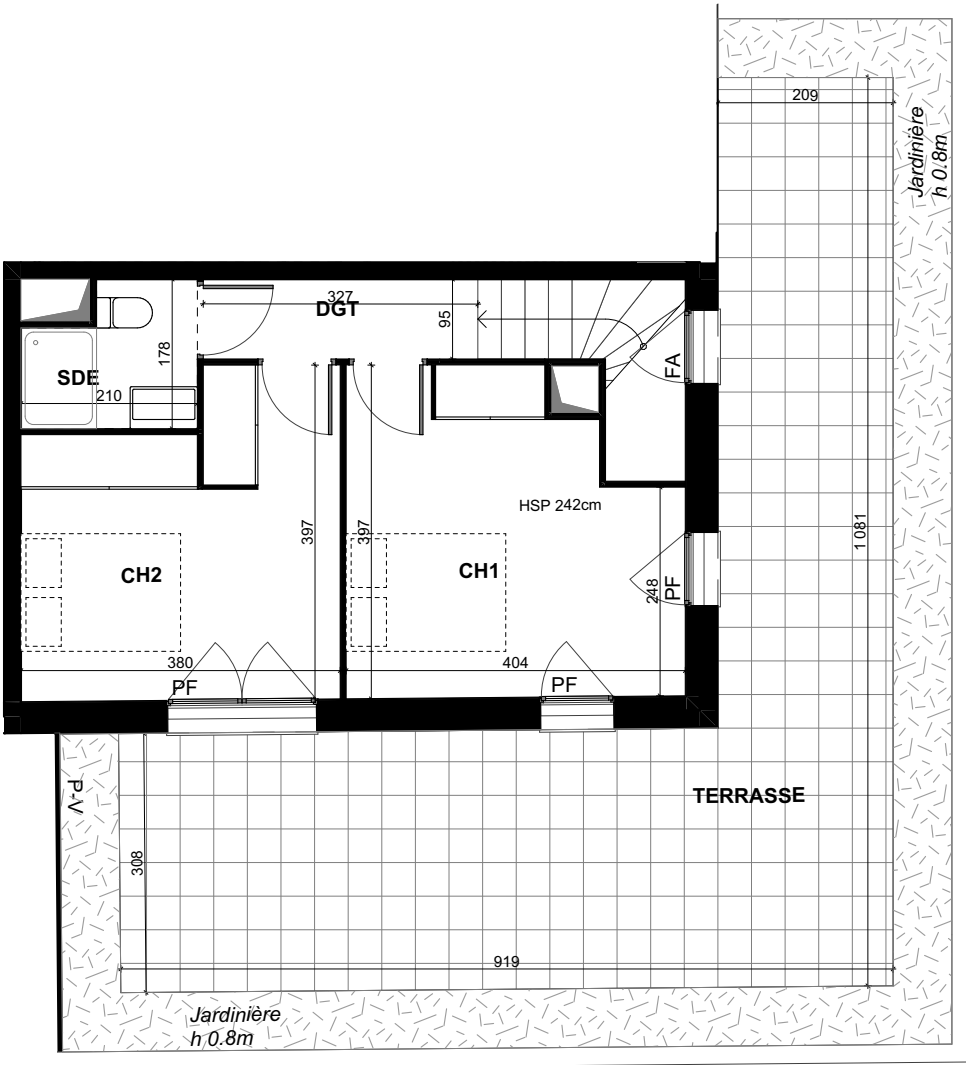 209
Jardinière
h 0.8m
327
DGT
95
178
SDE
210
FA
HSP 242cm
397
397
1 081
CH2
CH1
248
PF
380
PF
404
PF
P-V
TERRASSE
308
919
Jardinière
h 0.8m